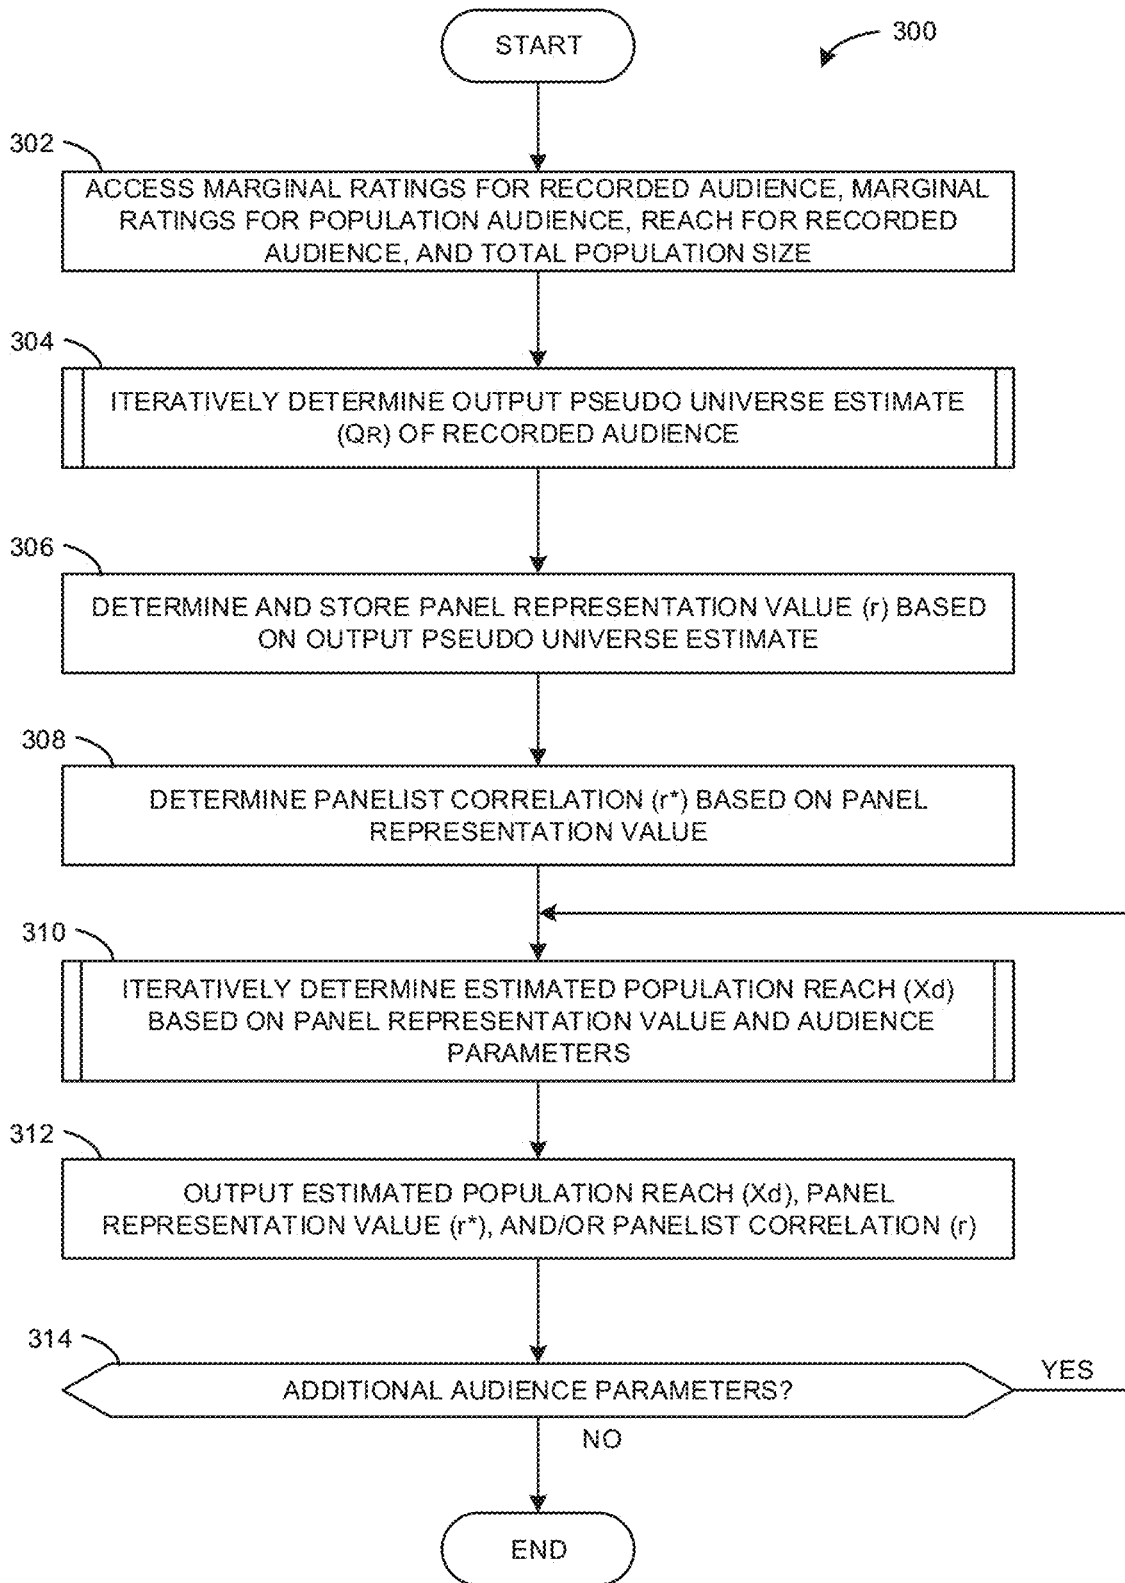 START
300
302
ACCESS MARGINAL RATINGS FOR RECORDED AUDIENCE, MARGINAL
RATINGS FOR POPULATION AUDIENCE, REACH FOR RECORDED
AUDIENCE, AND TOTAL POPULATION SIZE
304
ITERATIVELY DETERMINE OUTPUT PSEUDO UNIVERSE ESTIMATE
(QR) OF RECORDED AUDIENCE
306
DETERMINE AND STORE PANEL REPRESENTATION VALUE (r) BASED
ON OUTPUT PSEUDO UNIVERSE ESTIMATE
308
DETERMINE PANELIST CORRELATION (r*) BASED ON PANEL
REPRESENTATION VALUE
310
ITERATIVELY DETERMINE ESTIMATED POPULATION REACH (Xd)
BASED ON PANEL REPRESENTATION VALUE AND AUDIENCE
PARAMETERS
312
OUTPUT ESTIMATED POPULATION REACH (Xd), PANEL
REPRESENTATION VALUE (r*), AND/OR PANELIST CORRELATION (r)
314
ADDITIONAL AUDIENCE PARAMETERS?
YES
NO
END